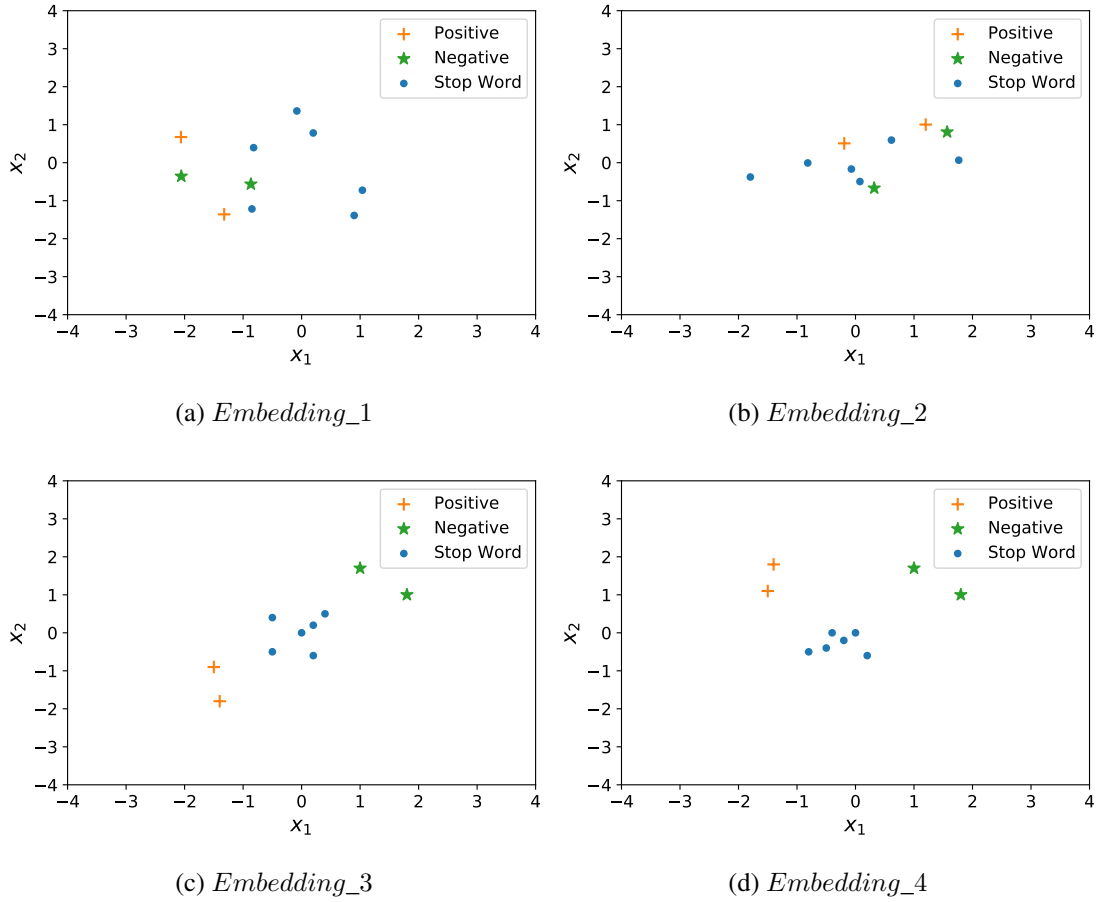 4
3
2
1
0
−1
−2
−3
−4
x₂
−4 −3 −2 −1 0 1 2 3 4
x₁
Positive
Negative
Stop Word
(a) Embedding_1
4
3
2
1
0
−1
−2
−3
−4
x₂
−4 −3 −2 −1 0 1 2 3 4
x₁
Positive
Negative
Stop Word
(b) Embedding_2
4
3
2
1
0
−1
−2
−3
−4
x₂
−4 −3 −2 −1 0 1 2 3 4
x₁
Positive
Negative
Stop Word
(c) Embedding_3
4
3
2
1
0
−1
−2
−3
−4
x₂
−4 −3 −2 −1 0 1 2 3 4
x₁
Positive
Negative
Stop Word
(d) Embedding_4